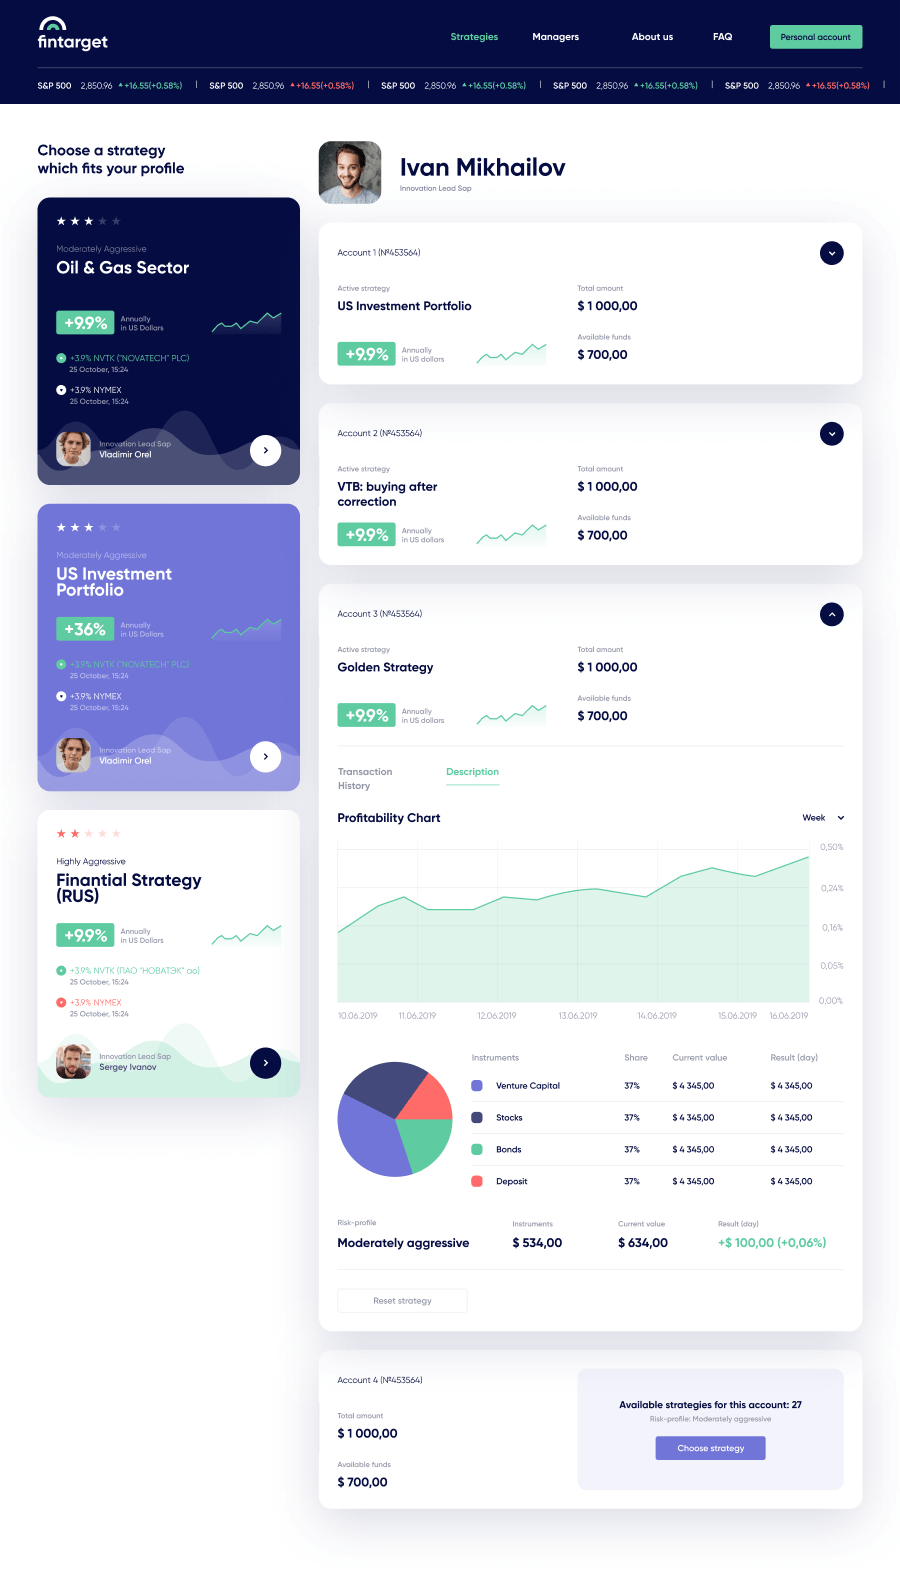 fintarget
Strategies
Managers
About us
FAQ
Personal account
S&P 500 2,850.96 +16.55(+0.58%) | S&P 500 2,850.96 +16.55(+0.58%) | S&P 500 2,850.96 +16.55(+0.58%) | S&P 500 2,850.96 +16.55(+0.58%) | S&P 500 2,850.96 +16.55(+0.58%) |
Choose a strategy
which fits your profile
Moderately Aggressive
Oil & Gas Sector
+9.9%
Annually
in US Dollars
+3.9% NVTK ("NOVATECH" PLC)
25 October, 15:24
+3.9% NYMEX
25 October, 15:24
Innovation Lead Sap
Vladimir Orel
Moderately Aggressive
US Investment
Portfolio
+36%
Annually
in US Dollars
+3.9% NVTK ("NOVATECH" PLC)
25 October, 15:24
+3.9% NYMEX
25 October, 15:24
Innovation Lead Sap
Vladimir Orel
Highly Aggressive
Finantial Strategy
(RUS)
+9.9%
Annually
in US Dollars
+3.9% NVTK (ПАО "НОВАТЭК" ао)
25 October, 15:24
+3.9% NYMEX
25 October, 15:24
Innovation Lead Sap
Sergey Ivanov
Ivan Mikhailov
Innovation Lead Sap
Account 1 (№453564)
Active strategy
US Investment Portfolio
+9.9%
Annually
in US dollars
Total amount
$ 1 000,00
Available funds
$ 700,00
Account 2 (№453564)
Active strategy
VTB: buying after
correction
+9.9%
Annually
in US dollars
Total amount
$ 1 000,00
Available funds
$ 700,00
Account 3 (№453564)
Active strategy
Golden Strategy
+9.9%
Annually
in US dollars
Total amount
$ 1 000,00
Available funds
$ 700,00
Transaction
History
Description
Profitability Chart
Week
0,50%
0,24%
0,16%
0,05%
0,00%
10.06.2019 11.06.2019 12.06.2019 13.06.2019 14.06.2019 15.06.2019 16.06.2019
Instruments Share Current value Result (day)
Venture Capital 37% $ 4 345,00 $ 4 345,00
Stocks 37% $ 4 345,00 $ 4 345,00
Bonds 37% $ 4 345,00 $ 4 345,00
Deposit 37% $ 4 345,00 $ 4 345,00
Risk-profile
Moderately aggressive
Instruments
$ 534,00
Current value
$ 634,00
Result (day)
+$ 100,00 (+0,06%)
Reset strategy
Account 4 (№453564)
Total amount
$ 1 000,00
Available funds
$ 700,00
Available strategies for this account: 27
Risk-profile: Moderately aggressive
Choose strategy